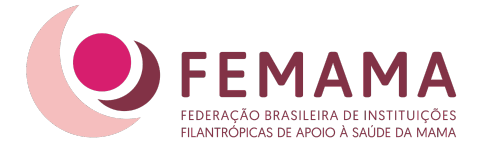 FEMAMA
FEDERAÇÃO BRASILEIRA DE INSTITUIÇÕES
FILANTRÓPICAS DE APOIO À SAÚDE DA MAMA